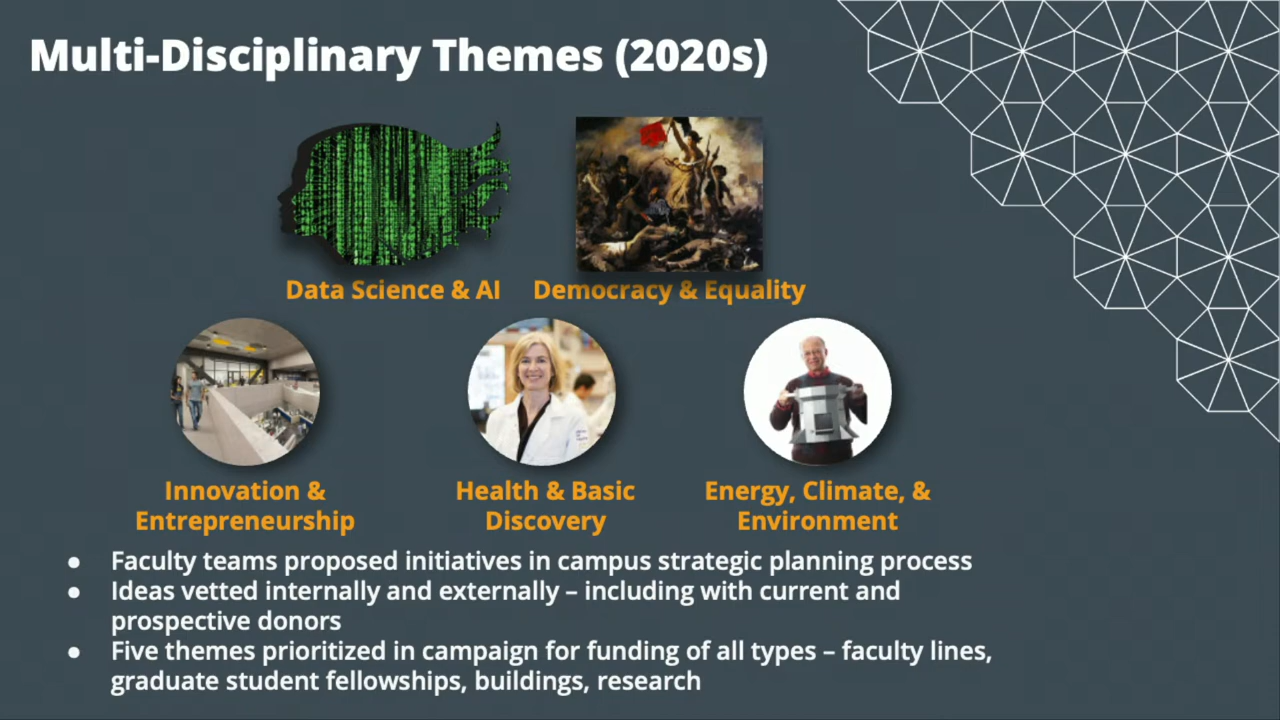 Multi-Disciplinary Themes (2020s)
Data Science & AI
Democracy & Equality
Innovation &
Entrepreneurship
Health & Basic
Discovery
Energy, Climate, &
Environment
● Faculty teams proposed initiatives in campus strategic planning process
● Ideas vetted internally and externally – including with current and
prospective donors
● Five themes prioritized in campaign for funding of all types – faculty lines,
graduate student fellowships, buildings, research